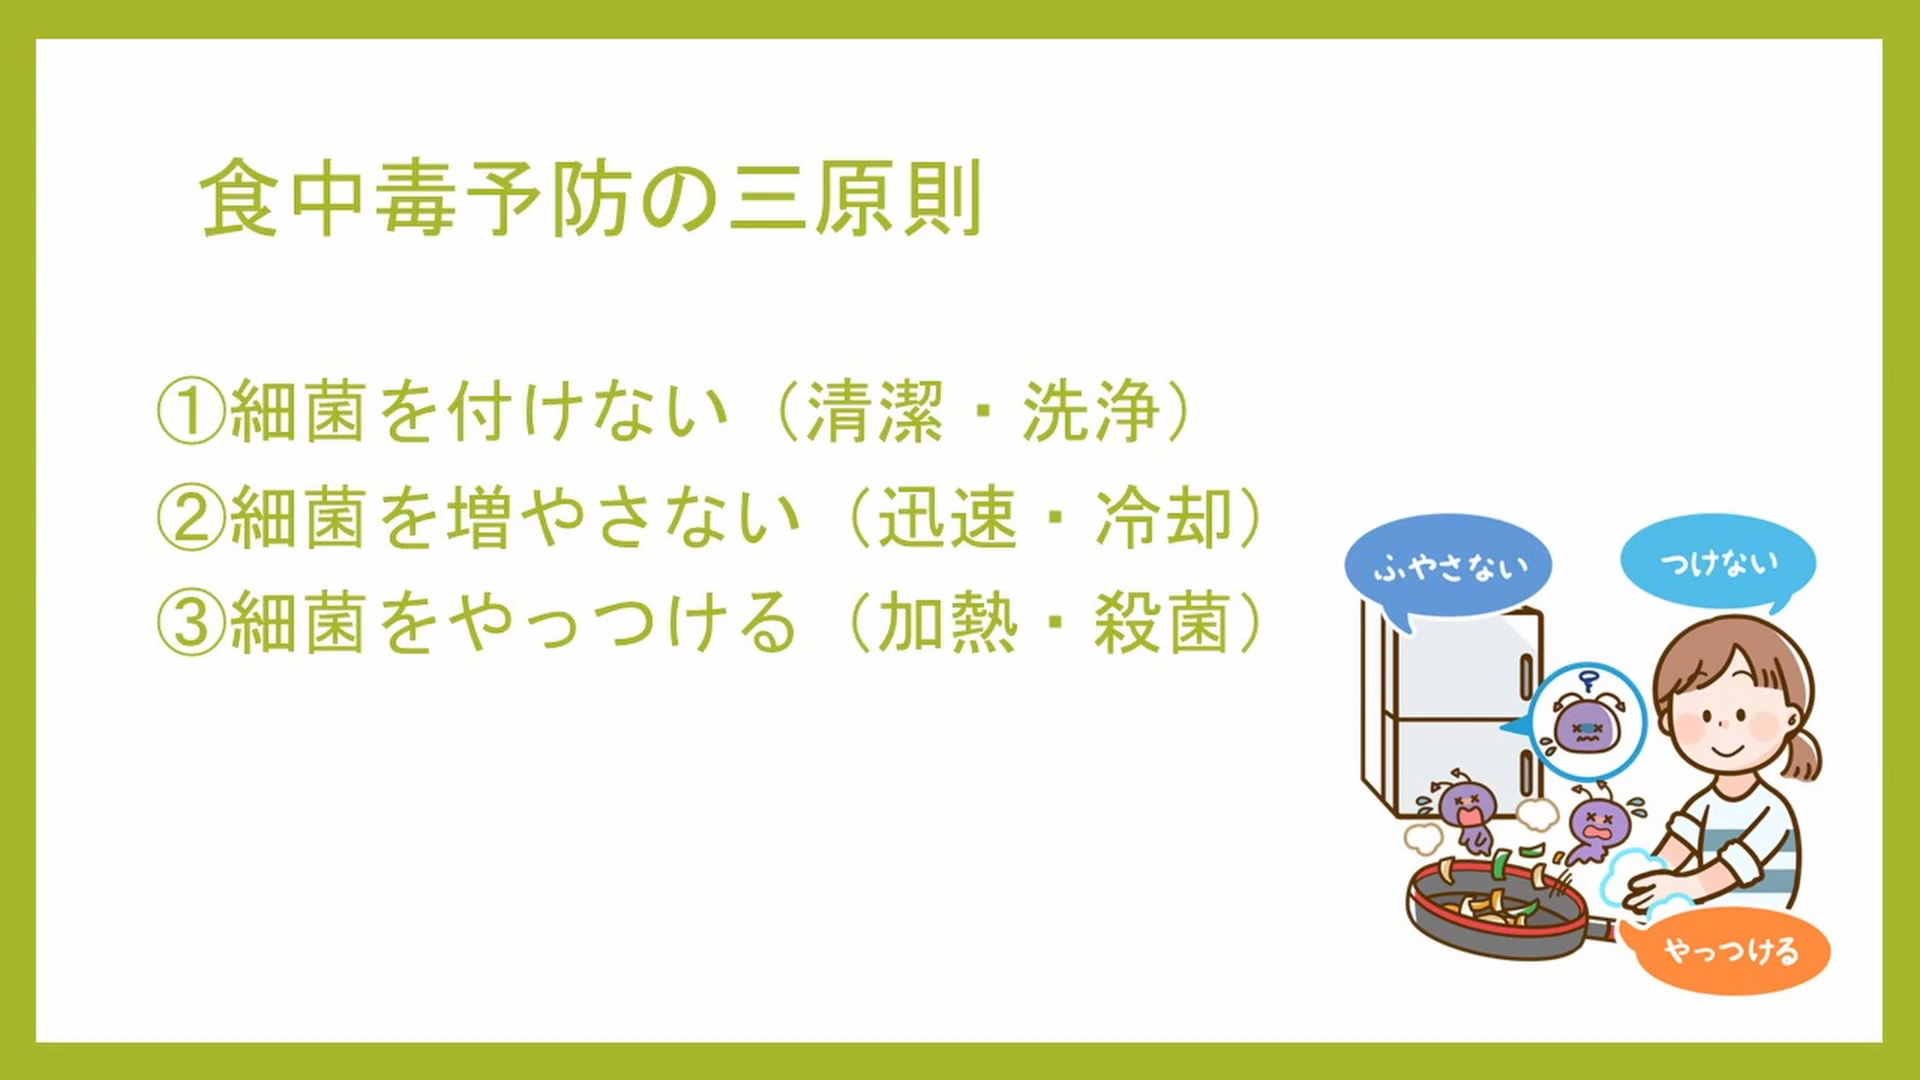 食中毒予防の三原則
①細菌を付けない（清潔・洗浄）
②細菌を増やさない（迅速・冷却）
③細菌をやっつける（加熱・殺菌）
ふやさない
つけない
やっつける